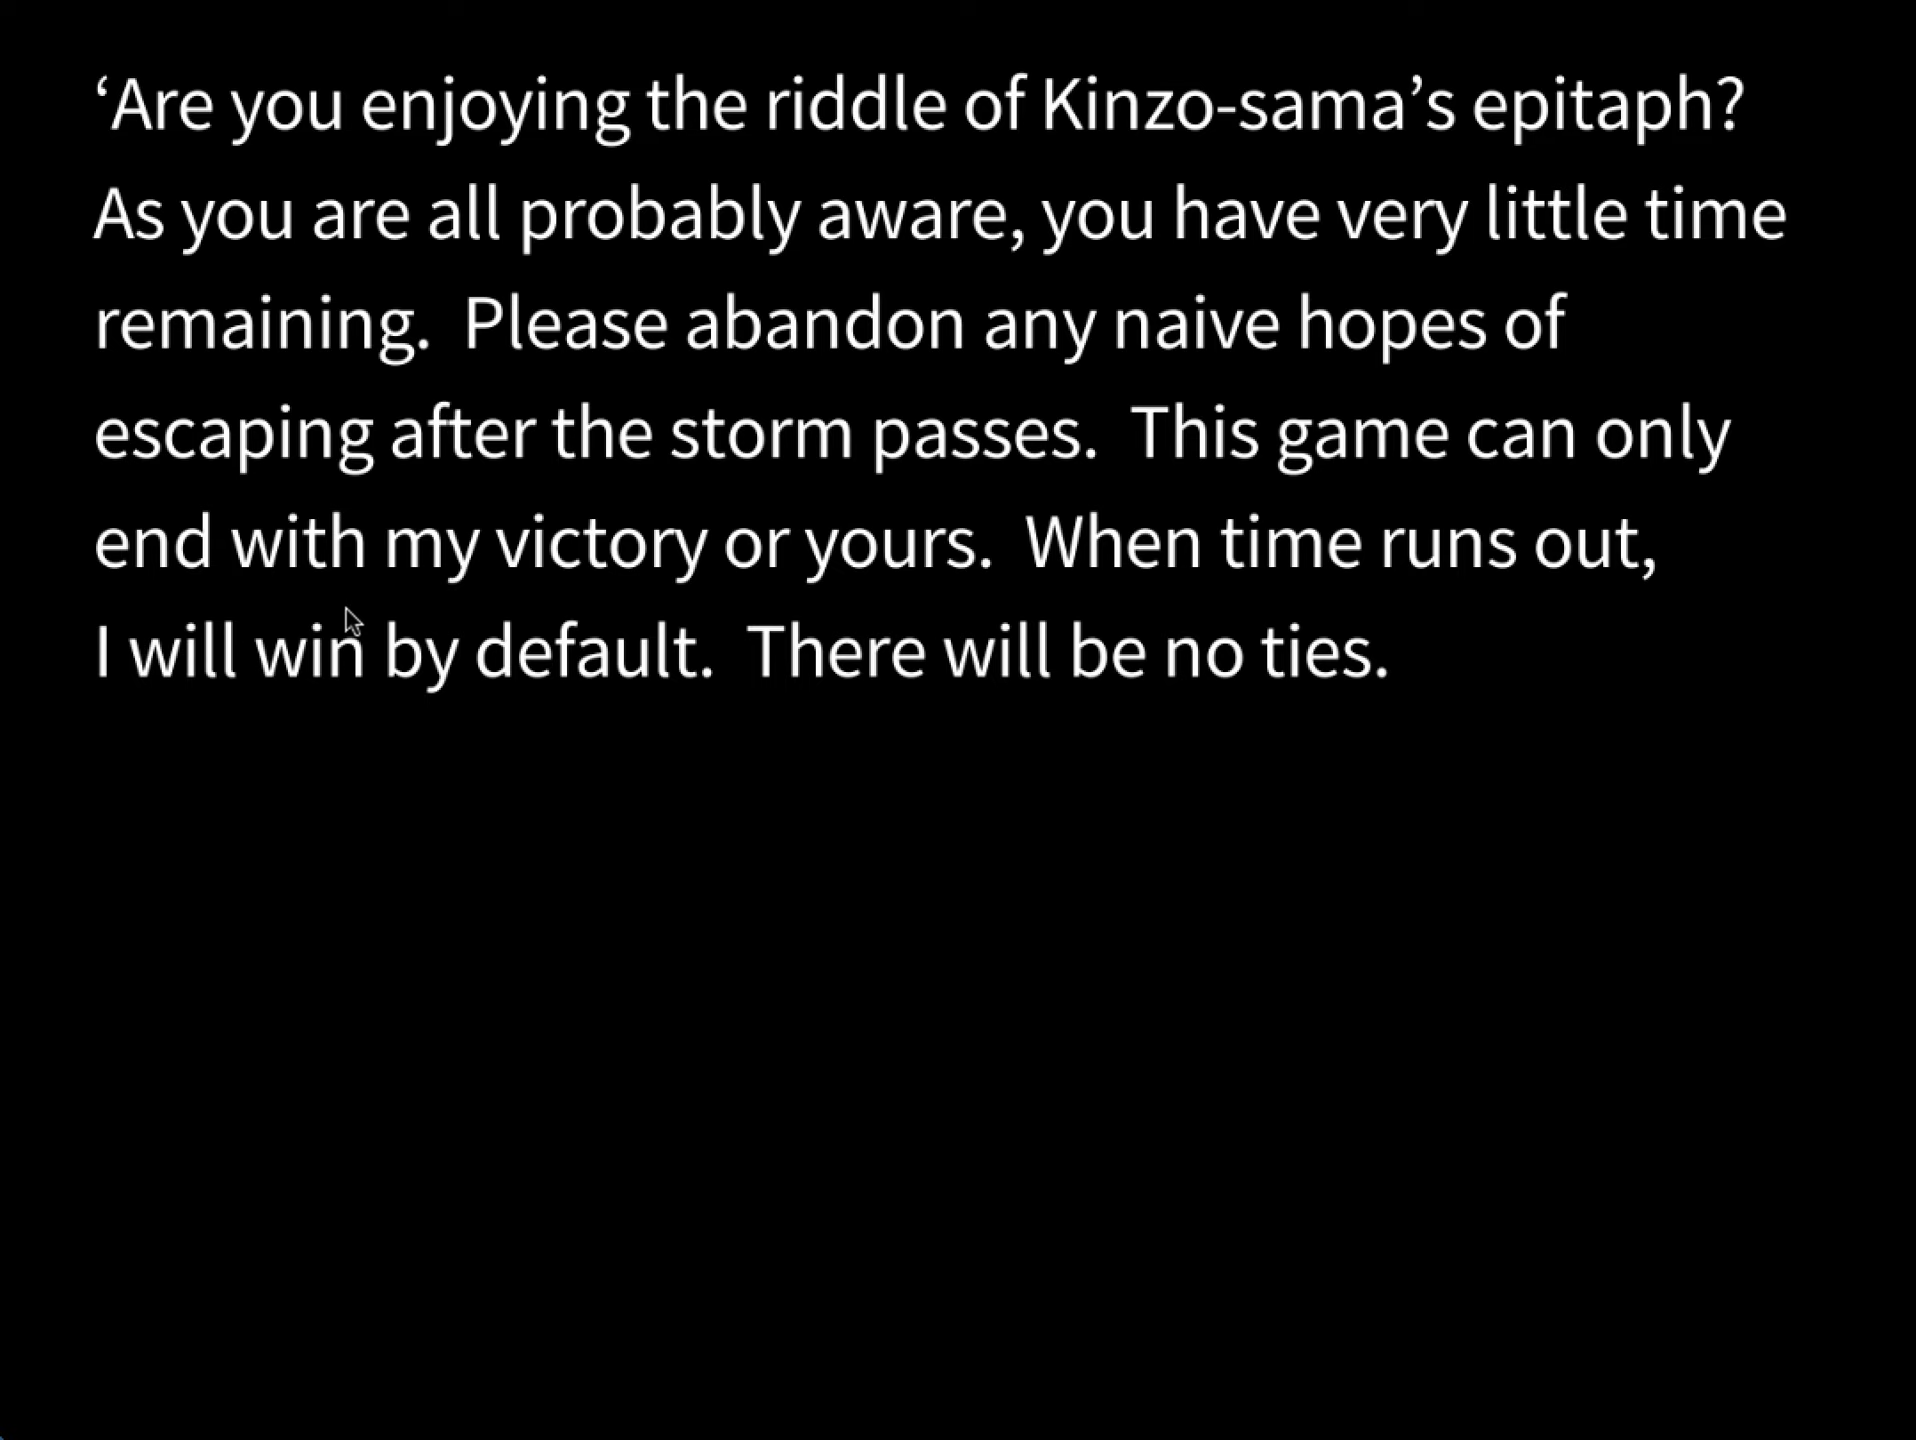 ‘Are you enjoying the riddle of Kinzo-sama’s epitaph?
As you are all probably aware, you have very little time
remaining.  Please abandon any naive hopes of
escaping after the storm passes.  This game can only
end with my victory or yours.  When time runs out,
I will win by default.  There will be no ties.